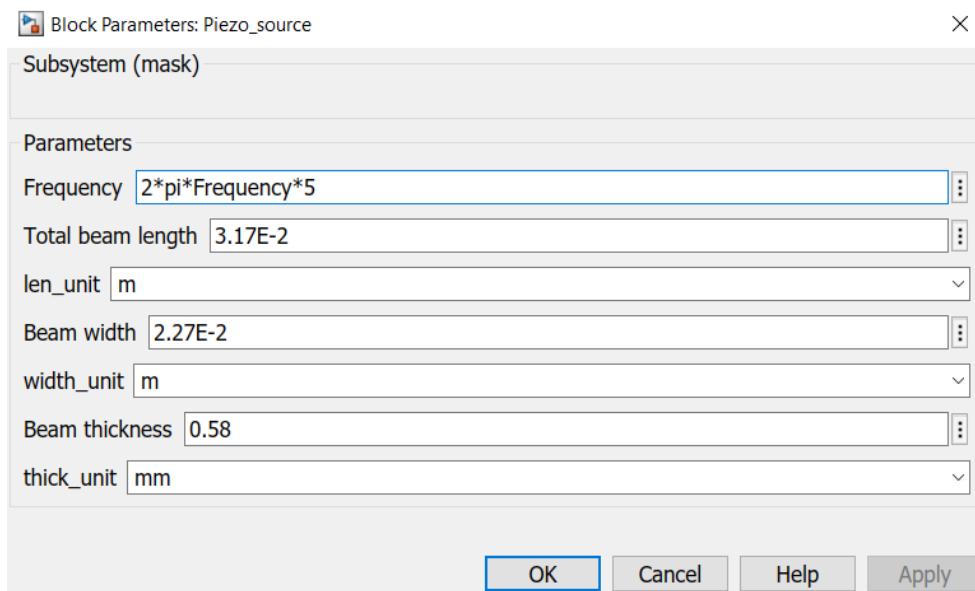 Block Parameters: Piezo_source
Subsystem (mask)
Parameters
Frequency 2*pi*Frequency*5
Total beam length 3.17E-2
len_unit m
Beam width 2.27E-2
width_unit m
Beam thickness 0.58
thick_unit mm
OK Cancel Help Apply